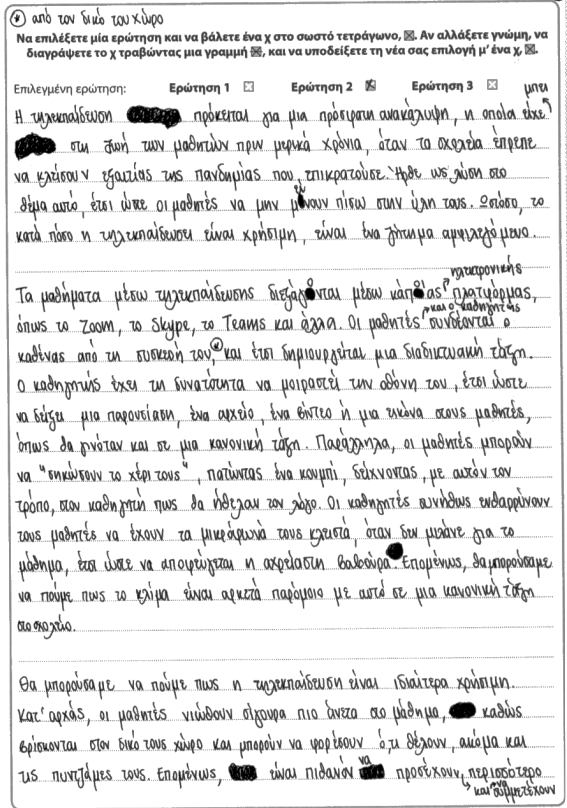 * από τον δικό του χώρο
Να επιλέξετε μία ερώτηση και να βάλετε ένα χ στο σωστό τετράγωνο, ☒. Αν αλλάξετε γνώμη, να
διαγράψετε το χ τραβώντας μια γραμμή ☒, και να υποδείξετε τη νέα σας επιλογή μ' ένα χ, ☒.
Επιλεγμένη ερώτηση: Ερώτηση 1 ☒ Ερώτηση 2 ☒ Ερώτηση 3 ☒
μπει
Η τηλεκπαίδευση πρόκειται για μια πρόσφατη ανακάλυψη, η οποία είχε
στη ζωή των μαθητών πριν μερικά χρόνια, όταν τα σχολεία έπρεπε
να κλείσουν εξαιτίας της πανδημίας που επικρατούσε. Ήρθε ως λύση στο
θέμα αυτό, έτσι ώστε οι μαθητές να μην μείνουν πίσω στην ύλη τους. Ωστόσο, το
κατά πόσο η τηλεκπαίδευση είναι χρήσιμη, είναι ένα ζήτημα αμφιλεγόμενο.
ηλεκτρονικής
Τα μαθήματα μέσω τηλεκπαίδευσης διεξάγονται μέσω κάποιας πλατφόρμας,
και ο καθηγητής
όπως το Zoom, το Skype, το Teams και άλλα. Οι μαθητές συνδέονται ο
καθένας από τη συσκευή του,* και έτσι δημιουργείται μια διαδικτυακή τάξη.
Ο καθηγητής έχει τη δυνατότητα να μοιραστεί την οθόνη του, έτσι ώστε
να δείξει μια παρουσίαση, ένα αρχείο, ένα βίντεο ή μια εικόνα στους μαθητές,
όπως θα γινόταν και σε μια κανονική τάξη. Παράλληλα, οι μαθητές μπορούν
να "σηκώσουν το χέρι τους", πατώντας ένα κουμπί, δείχνοντας, με αυτόν τον
τρόπο, στον καθηγητή πως θα ήθελαν τον λόγο. Οι καθηγητές συνήθως ενθαρρύνουν
τους μαθητές να έχουν τα μικρόφωνά τους κλειστά, όταν δεν μιλάνε για το
μάθημα, έτσι ώστε να αποφεύγεται η αχρείαστη βαβούρα. Επομένως, θα μπορούσαμε
να πούμε πως το κλίμα είναι αρκετά παρόμοιο με αυτό σε μια κανονική τάξη
στο σχολείο.
Θα μπορούσαμε να πούμε πως η τηλεκπαίδευση είναι ιδιαίτερα χρήσιμη.
Κατ' αρχάς, οι μαθητές νιώθουν σίγουρα πιο άνετα στο μάθημα, καθώς
βρίσκονται στον δικό τους χώρο και μπορούν να φορέσουν ό,τι θέλουν, ακόμα και
τις πυντζάμες τους. Επομένως, είναι πιθανόν να προσέχουν περισσότερο
και να συμμετέχουν